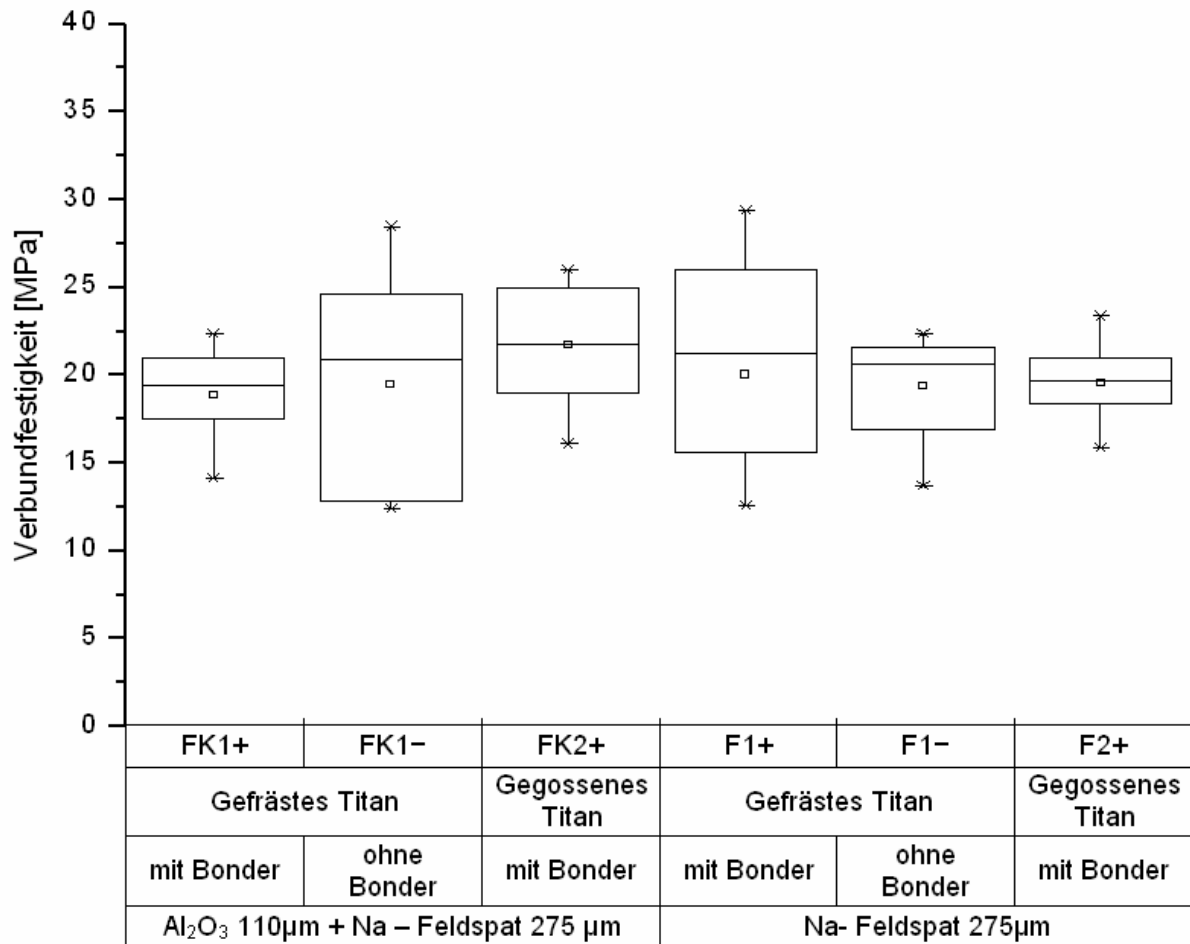 40
35
30
25
20
15
10
5
0
Verbundfestigkeit [MPa]
FK1+ FK1− FK2+ F1+ F1− F2+
Gefrästes Titan
Gegossenes
Titan
Gefrästes Titan
Gegossenes
Titan
mit Bonder
ohne
Bonder
mit Bonder
mit Bonder
ohne
Bonder
mit Bonder
Al₂O₃ 110µm + Na – Feldspat 275 µm
Na- Feldspat 275µm